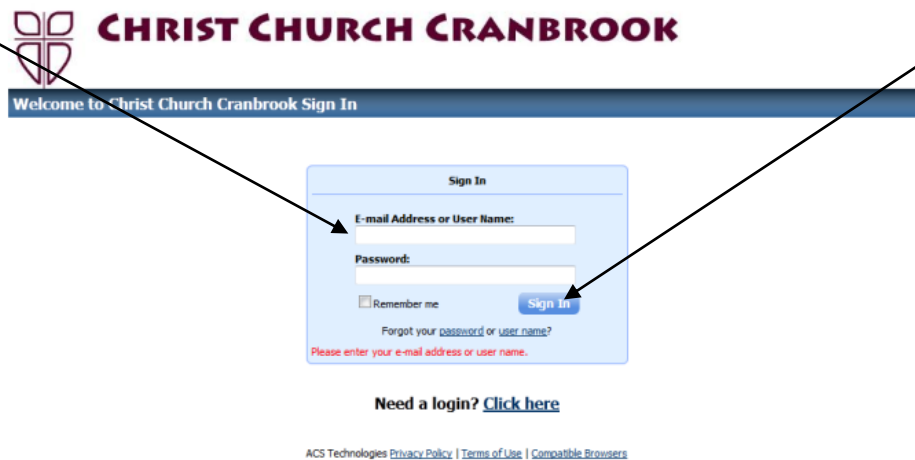 CHRIST CHURCH CRANBROOK
Welcome to Christ Church Cranbrook Sign In
Sign In
E-mail Address or User Name:
Password:
Remember me
Sign In
Forgot your password or user name?
Please enter your e-mail address or user name.
Need a login? Click here
ACS Technologies Privacy Policy | Terms of Use | Compatible Browsers